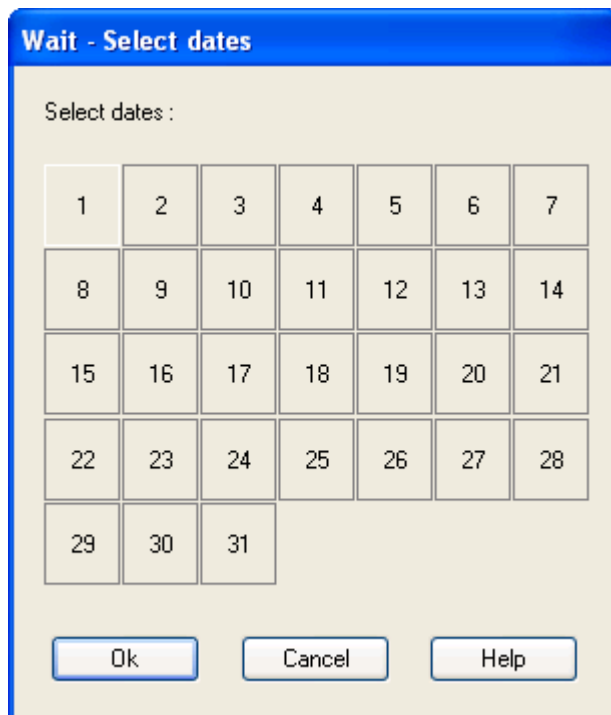 Wait - Select dates
Select dates :
1 2 3 4 5 6 7
8 9 10 11 12 13 14
15 16 17 18 19 20 21
22 23 24 25 26 27 28
29 30 31
Ok Cancel Help